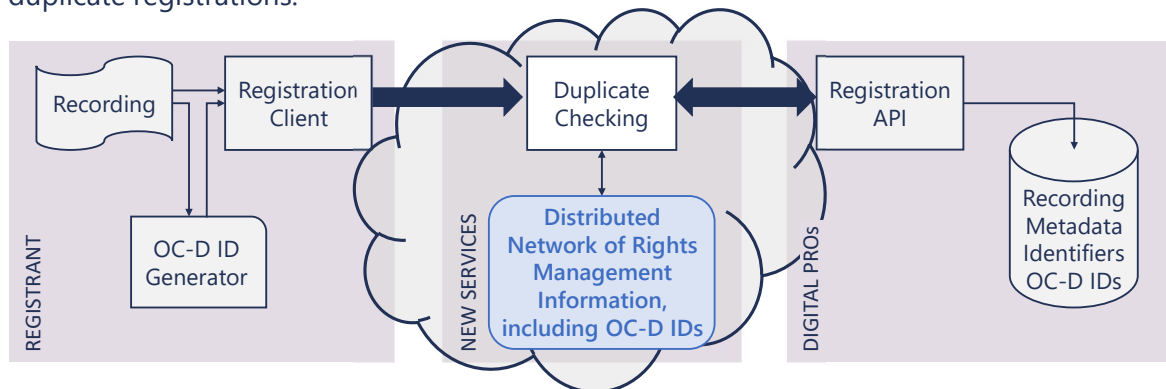 duplicate registrations.
Recording
Registration
Client
OC-D ID
Generator
REGISTRANT
Duplicate
Checking
Distributed
Network of Rights
Management
Information,
including OC-D IDs
NEW SERVICES
Registration
API
Recording
Metadata
Identifiers
OC-D IDs
DIGITAL PROs